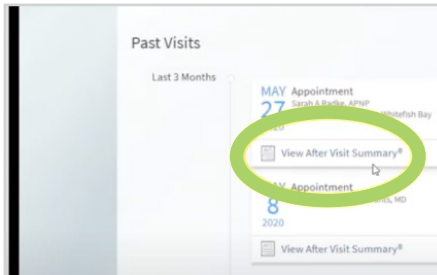 Past Visits
Last 3 Months
MAY Appointment
27 Sarah A Radke, APNP
Whitefish Bay
View After Visit Summary®
Appointment
8 MD
2020
View After Visit Summary®